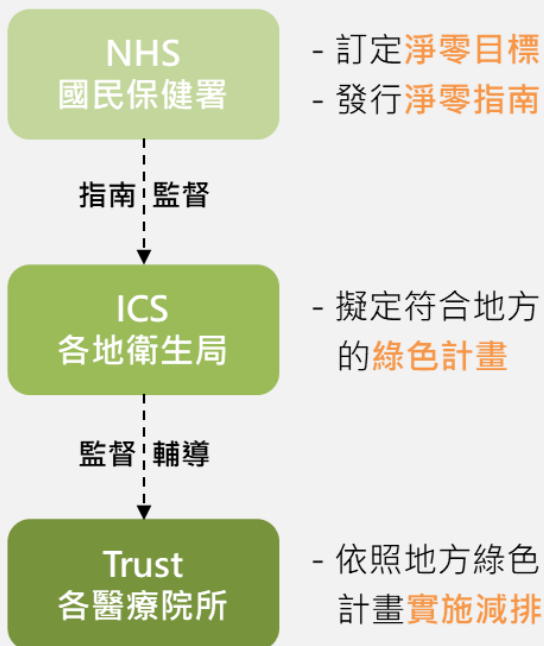 NHS
國民保健署
- 訂定淨零目標
- 發行淨零指南
指南 監督
ICS
各地衛生局
- 擬定符合地方
的綠色計畫
監督 輔導
Trust
各醫療院所
- 依照地方綠色
計畫實施減排